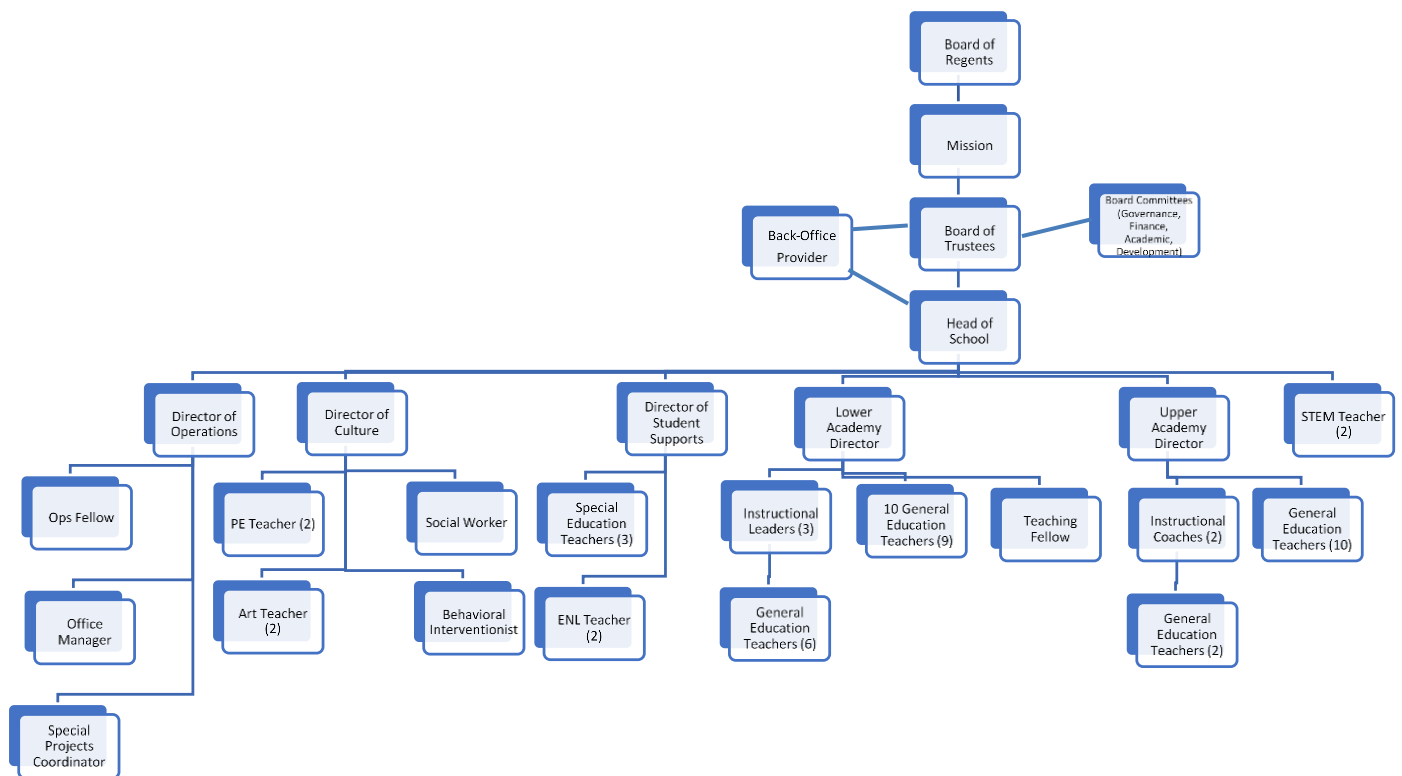 Board of
Regents
Mission
Board Committees
(Governance,
Finance,
Academic,
Development)
Back-Office
Provider
Board of
Trustees
Head of
School
Director of
Operations
Director of
Culture
Director of
Student
Supports
Lower
Academy
Director
Upper
Academy
Director
STEM Teacher
(2)
Ops Fellow
PE Teacher (2)
Social Worker
Special
Education
Teachers (3)
Instructional
Leaders (3)
10 General
Education
Teachers (9)
Teaching
Fellow
Instructional
Coaches (2)
General
Education
Teachers (10)
Office
Manager
Art Teacher
(2)
Behavioral
Interventionist
ENL Teacher
(2)
General
Education
Teachers (6)
General
Education
Teachers (2)
Special
Projects
Coordinator